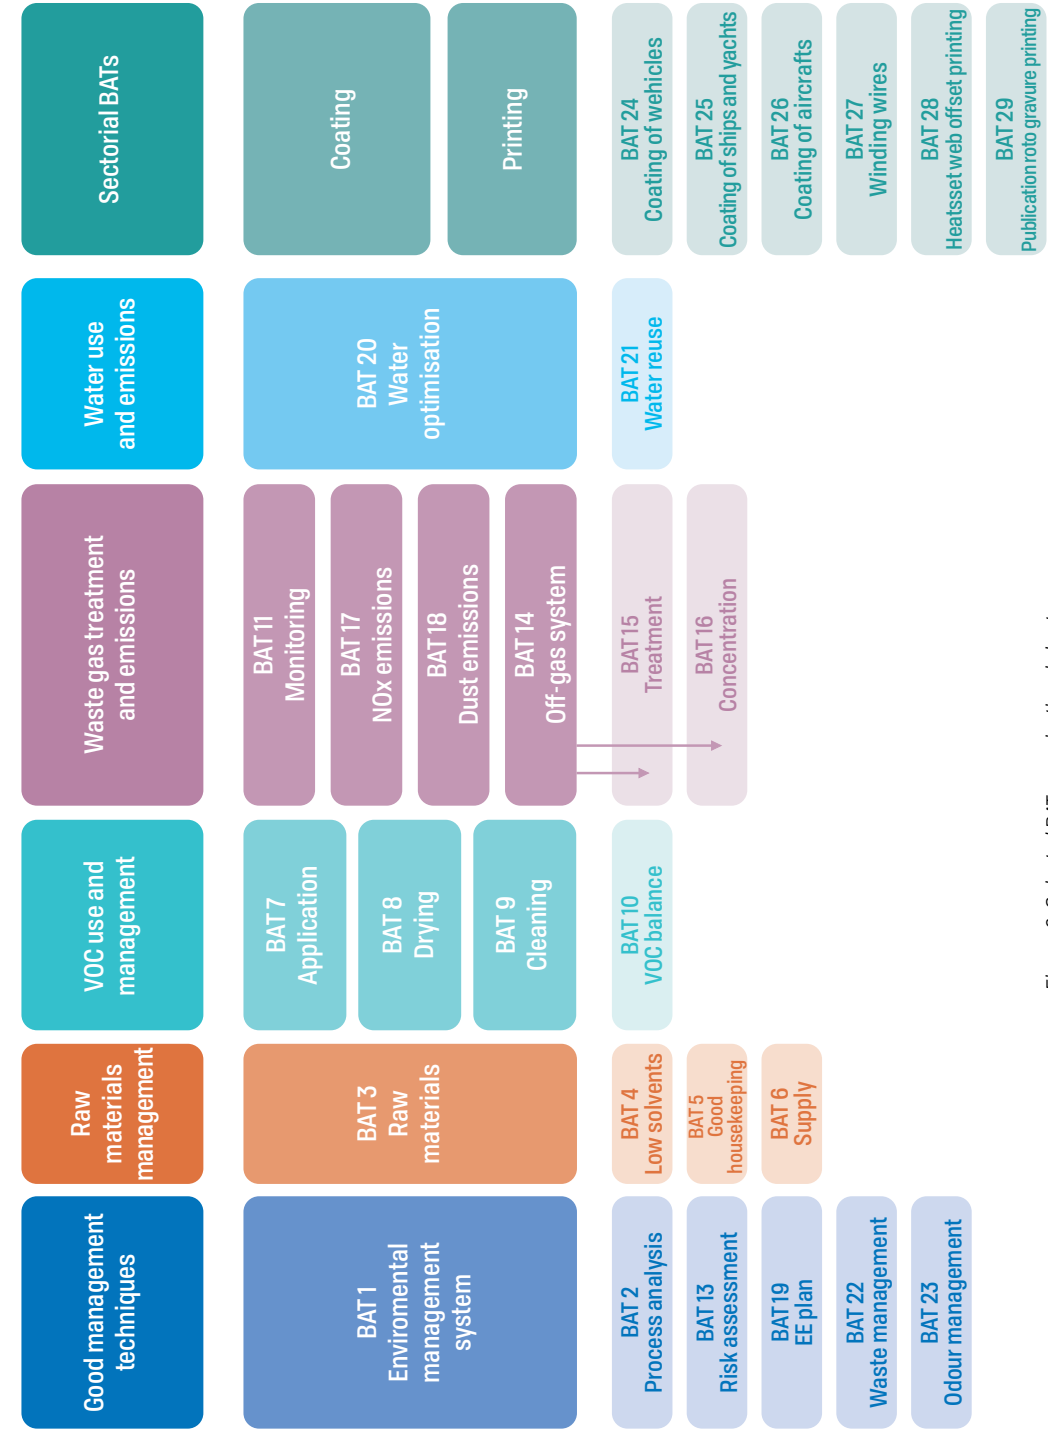 Good management
techniques
Raw
materials
management
VOC use and
management
Waste gas treatment
and emissions
Water use
and emissions
Sectorial BATs
BAT 1
Enviromental
management
system
BAT 3
Raw
materials
BAT 7
Application
BAT 8
Drying
BAT 9
Cleaning
BAT 11
Monitoring
BAT 17
NOx emissions
BAT 18
Dust emissions
BAT 14
Off-gas system
BAT 20
Water
optimisation
Coating
Printing
BAT 2
Process analysis
BAT 13
Risk assessment
BAT 19
EE plan
BAT 22
Waste management
BAT 23
Odour management
BAT 4
Low solvents
BAT 5
Good
housekeeping
BAT 6
Supply
BAT 10
VOC balance
BAT 15
Treatment
BAT 16
Concentration
BAT 21
Water reuse
BAT 24
Coating of wehicles
BAT 25
Coating of ships and yachts
BAT 26
Coating of aircrafts
BAT 27
Winding wires
BAT 28
Heatsset web offset printing
BAT 29
Publication roto gravure printing